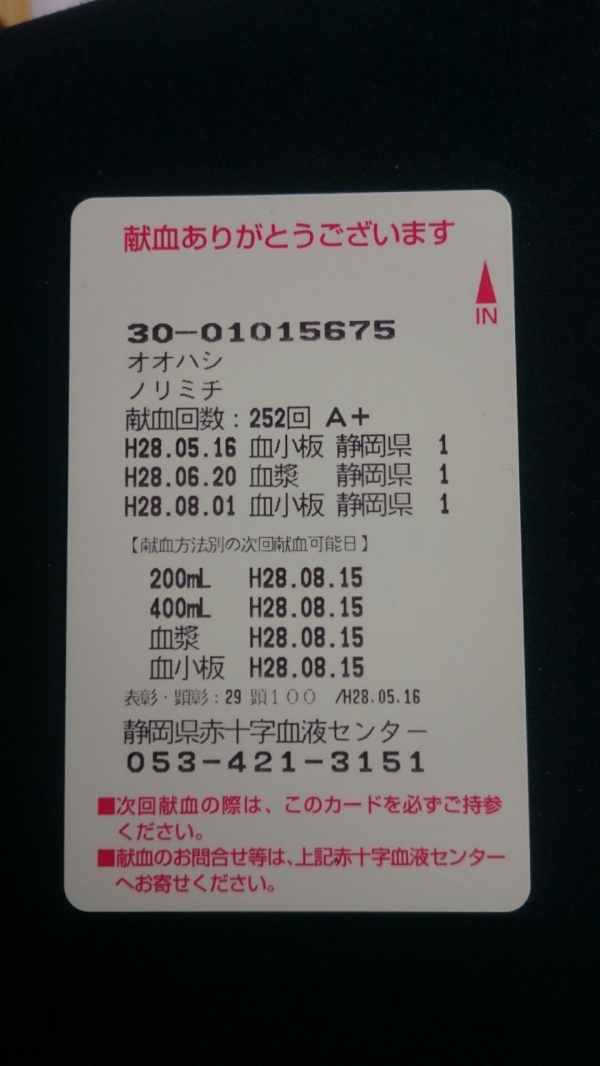 献血ありがとうございます
IN
30-01015675
オオハシ
ノリミチ
献血回数：252回 A+
H28.05.16 血小板 静岡県 1
H28.06.20 血漿 静岡県 1
H28.08.01 血小板 静岡県 1
【献血方法別の次回献血可能日】
200mL H28.08.15
400mL H28.08.15
血漿 H28.08.15
血小板 H28.08.15
表彰・顕彰：29 顕100 /H28.05.16
静岡県赤十字血液センター
053-421-3151
■次回献血の際は、このカードを必ずご持参
ください。
■献血のお問合せ等は、上記赤十字血液センター
へお寄せください。